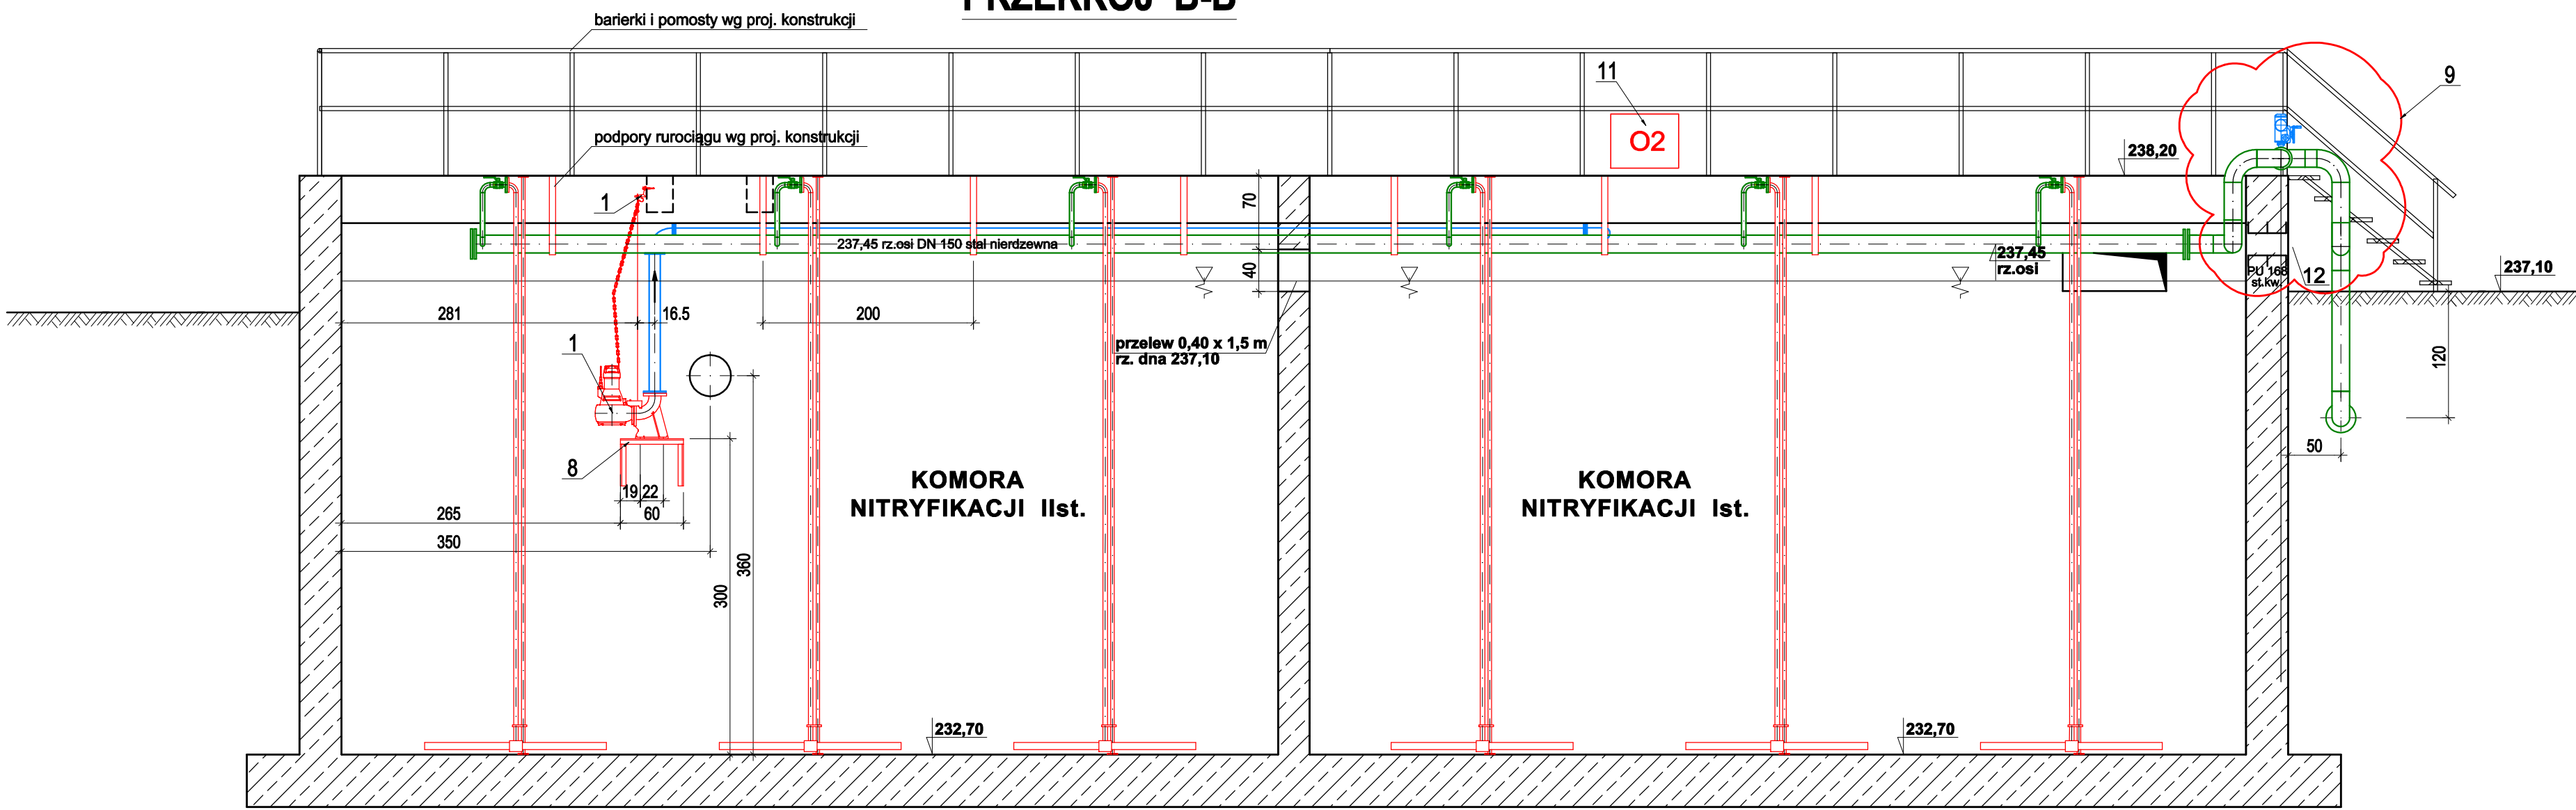 PRZEKRÓJ B-B
barierki i pomosty wg proj. konstrukcji
podpory rurociągu wg proj. konstrukcji
11
O2
9
238,20
1
70
237,45 rz.osi DN 150 stal nierdzewna
40
237,45
rz.osi
PU 168
st.kw.
12
237,10
281
16.5
200
przelew 0,40 x 1,5 m
rz. dna 237,10
1
120
8
50
19
22
60
KOMORA
NITRYFIKACJI IIst.
KOMORA
NITRYFIKACJI Ist.
265
350
360
300
232,70
232,70